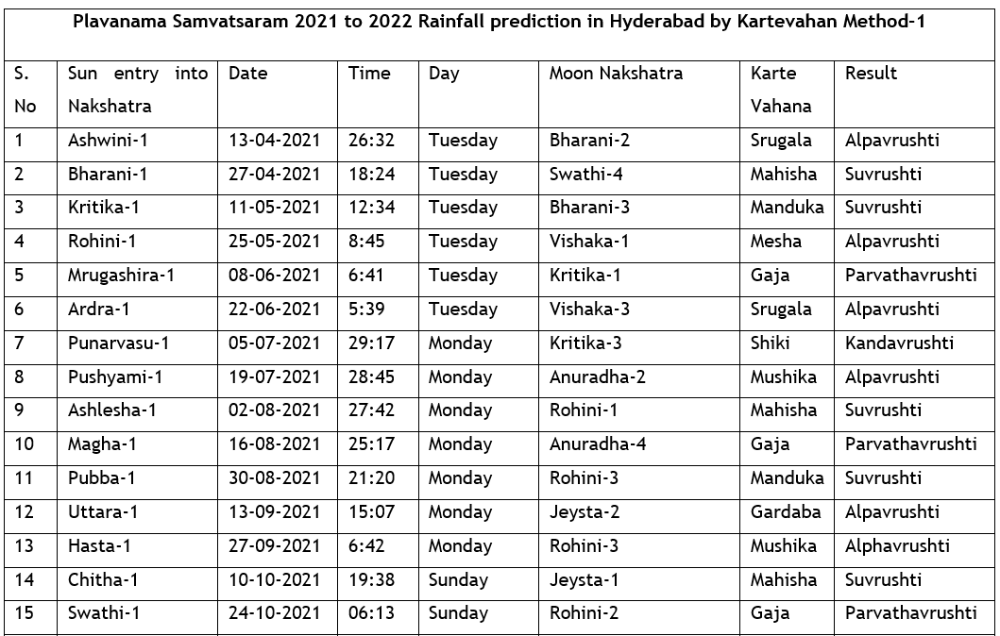 Plavanama Samvatsaram 2021 to 2022 Rainfall prediction in Hyderabad by Kartevahan Method-1
S. No Sun entry into Nakshatra Date Time Day Moon Nakshatra Karte Vahana Result
1 Ashwini-1 13-04-2021 26:32 Tuesday Bharani-2 Srugala Alpavrushti
2 Bharani-1 27-04-2021 18:24 Tuesday Swathi-4 Mahisha Suvrushti
3 Kritika-1 11-05-2021 12:34 Tuesday Bharani-3 Manduka Suvrushti
4 Rohini-1 25-05-2021 8:45 Tuesday Vishaka-1 Mesha Alpavrushti
5 Mrugashira-1 08-06-2021 6:41 Tuesday Kritika-1 Gaja Parvathavrushti
6 Ardra-1 22-06-2021 5:39 Tuesday Vishaka-3 Srugala Alpavrushti
7 Punarvasu-1 05-07-2021 29:17 Monday Kritika-3 Shiki Kandavrushti
8 Pushyami-1 19-07-2021 28:45 Monday Anuradha-2 Mushika Alpavrushti
9 Ashlesha-1 02-08-2021 27:42 Monday Rohini-1 Mahisha Suvrushti
10 Magha-1 16-08-2021 25:17 Monday Anuradha-4 Gaja Parvathavrushti
11 Pubba-1 30-08-2021 21:20 Monday Rohini-3 Manduka Suvrushti
12 Uttara-1 13-09-2021 15:07 Monday Jeysta-2 Gardaba Alpavrushti
13 Hasta-1 27-09-2021 6:42 Monday Rohini-3 Mushika Alphavrushti
14 Chitha-1 10-10-2021 19:38 Sunday Jeysta-1 Mahisha Suvrushti
15 Swathi-1 24-10-2021 06:13 Sunday Rohini-2 Gaja Parvathavrushti